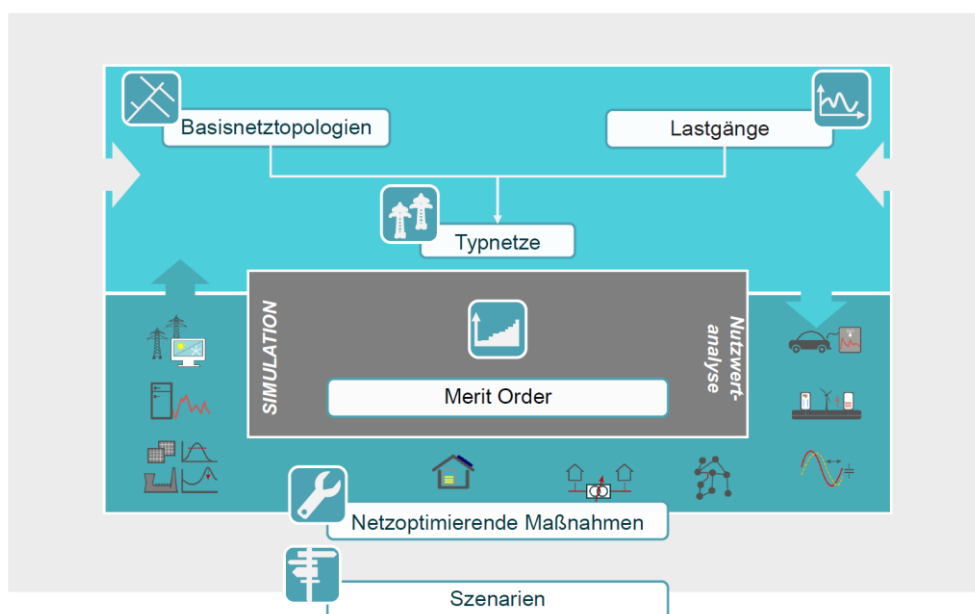 Basisnetztopologien
Lastgänge
Typnetze
SIMULATION
Nutzwert-
analyse
Merit Order
Netzoptimierende Maßnahmen
Szenarien